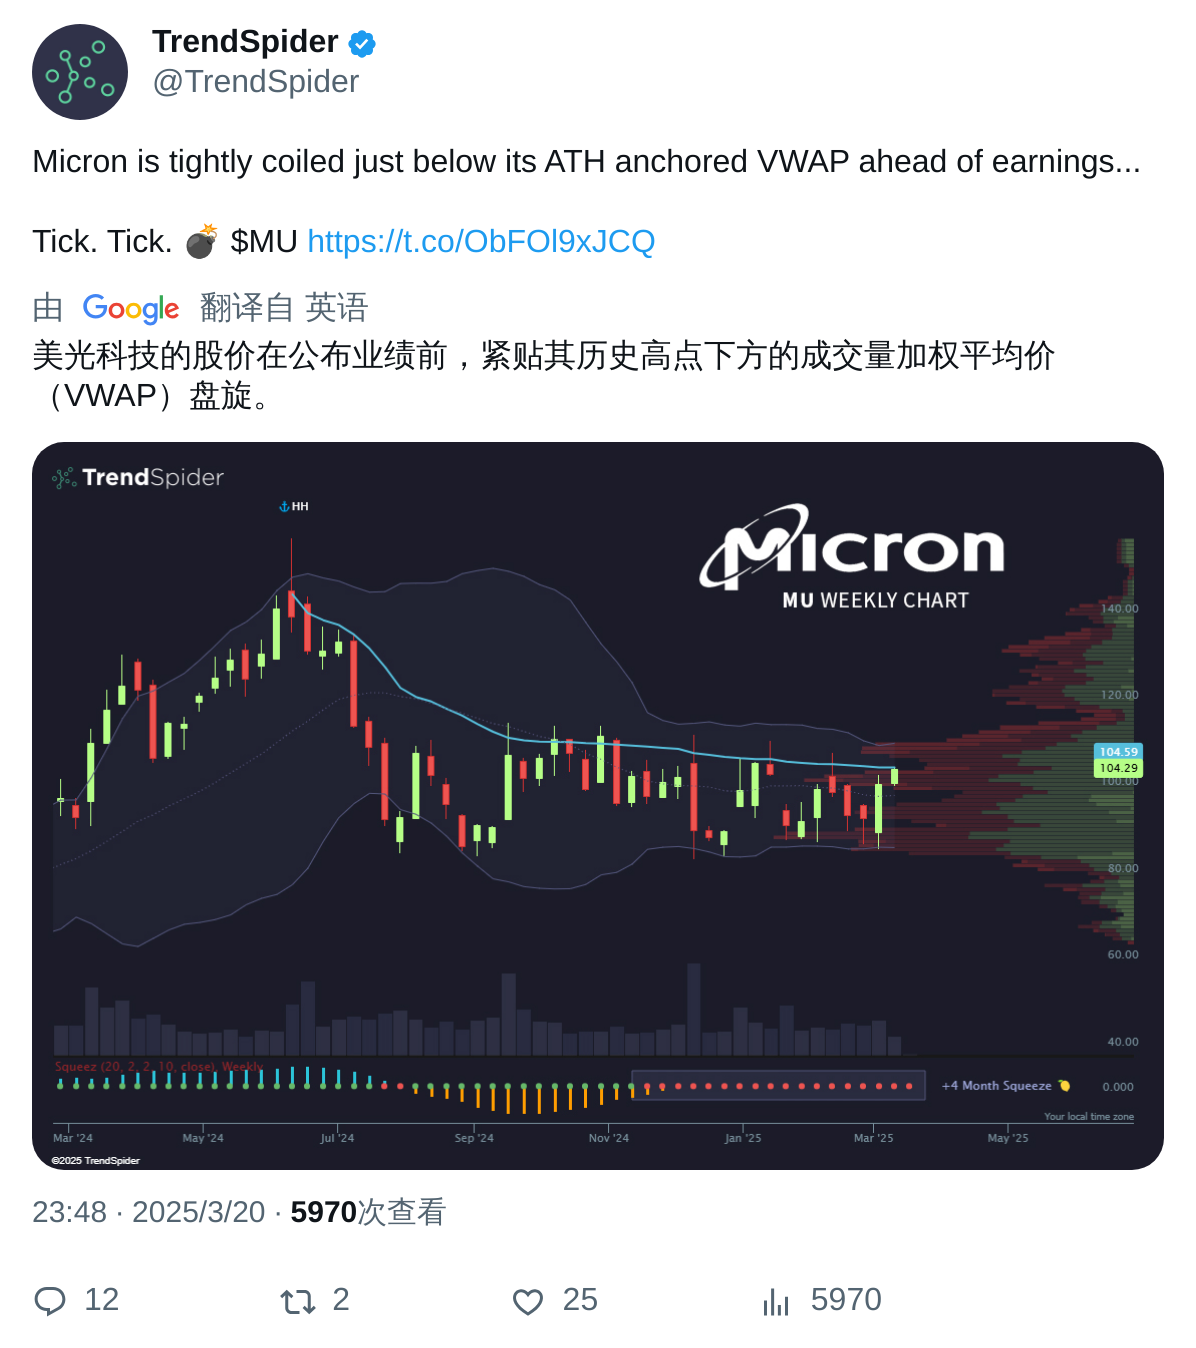 TrendSpider
@TrendSpider
Micron is tightly coiled just below its ATH anchored VWAP ahead of earnings...
Tick. Tick. 💣 $MU https://t.co/ObFOl9xJCQ
由 Google 翻译自 英语
美光科技的股价在公布业绩前，紧贴其历史高点下方的成交量加权平均价
（VWAP）盘旋。
TrendSpider
HH
Micron
MU WEEKLY CHART
140.00
120.00
104.59
104.29
100.00
80.00
60.00
40.00
Squeez (20, 2, 2, 10, close), Weekly
+4 Month Squeeze 🍋
0.000
Your local time zone
Mar '24 May '24 Jul '24 Sep '24 Nov '24 Jan '25 Mar '25 May '25
©2025 TrendSpider
23:48 · 2025/3/20 · 5970次查看
12 2 25 5970